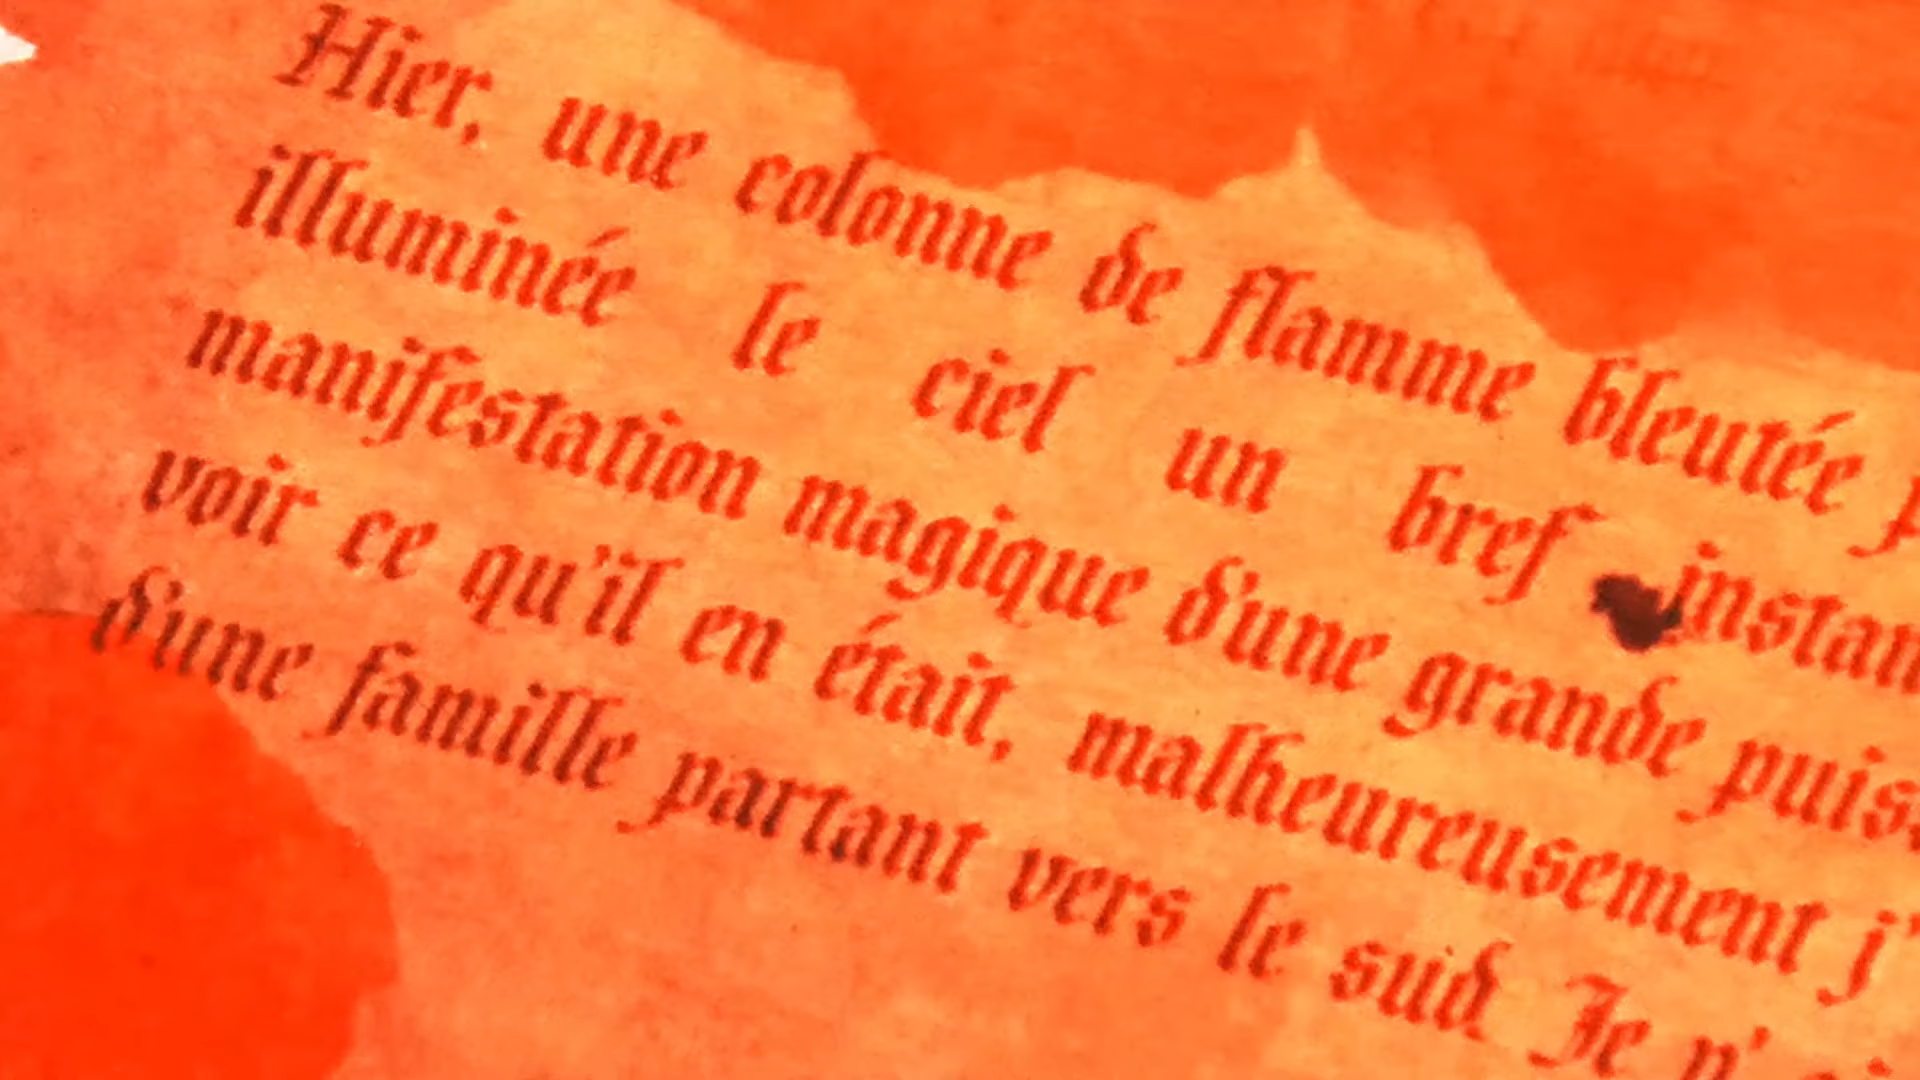 Hier, une colonne de flamme bleutée
illuminée le ciel un bref instan
manifestation magique d'une grande puis
voir ce qu'il en était, malheureusement j'
d'une famille partant vers le sud. Je n'